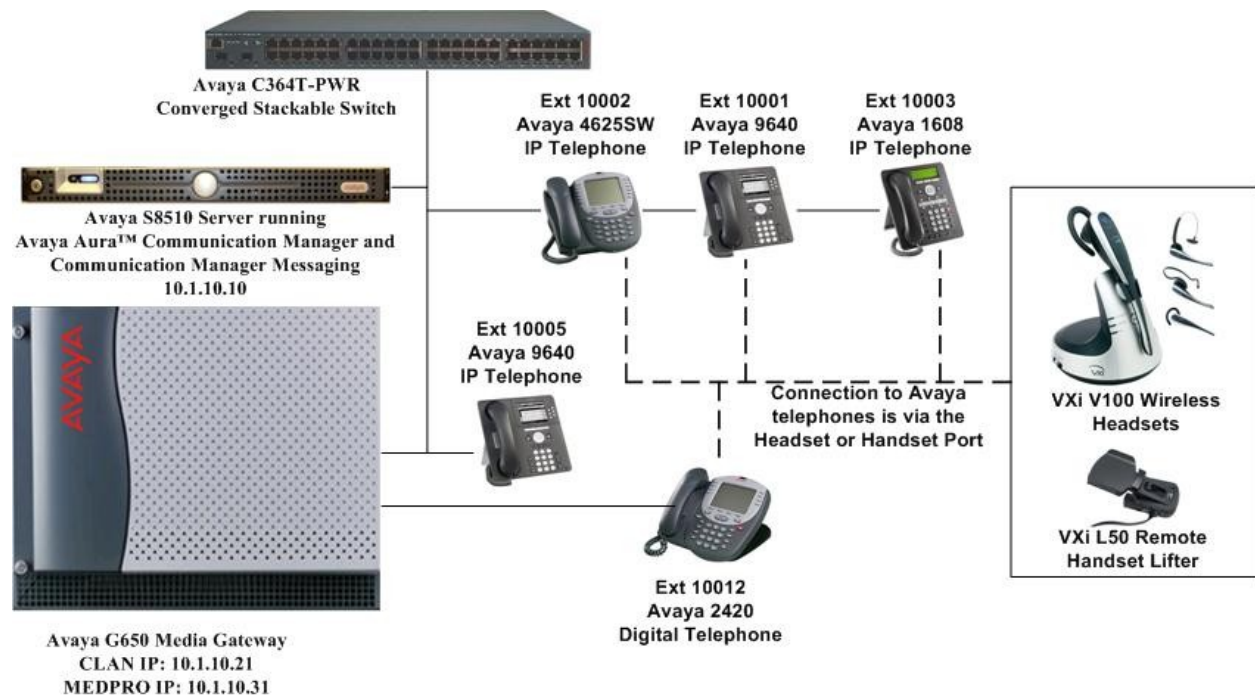 Avaya C364T-PWR
Converged Stackable Switch
Ext 10002
Avaya 4625SW
IP Telephone
Ext 10001
Avaya 9640
IP Telephone
Ext 10003
Avaya 1608
IP Telephone
Avaya S8510 Server running
Avaya Aura™ Communication Manager and
Communication Manager Messaging
10.1.10.10
Ext 10005
Avaya 9640
IP Telephone
AVAYA
Connection to Avaya
telephones is via the
Headset or Handset Port
VXi V100 Wireless
Headsets
VXi L50 Remote
Handset Lifter
Ext 10012
Avaya 2420
Digital Telephone
Avaya G650 Media Gateway
CLAN IP: 10.1.10.21
MEDPRO IP: 10.1.10.31